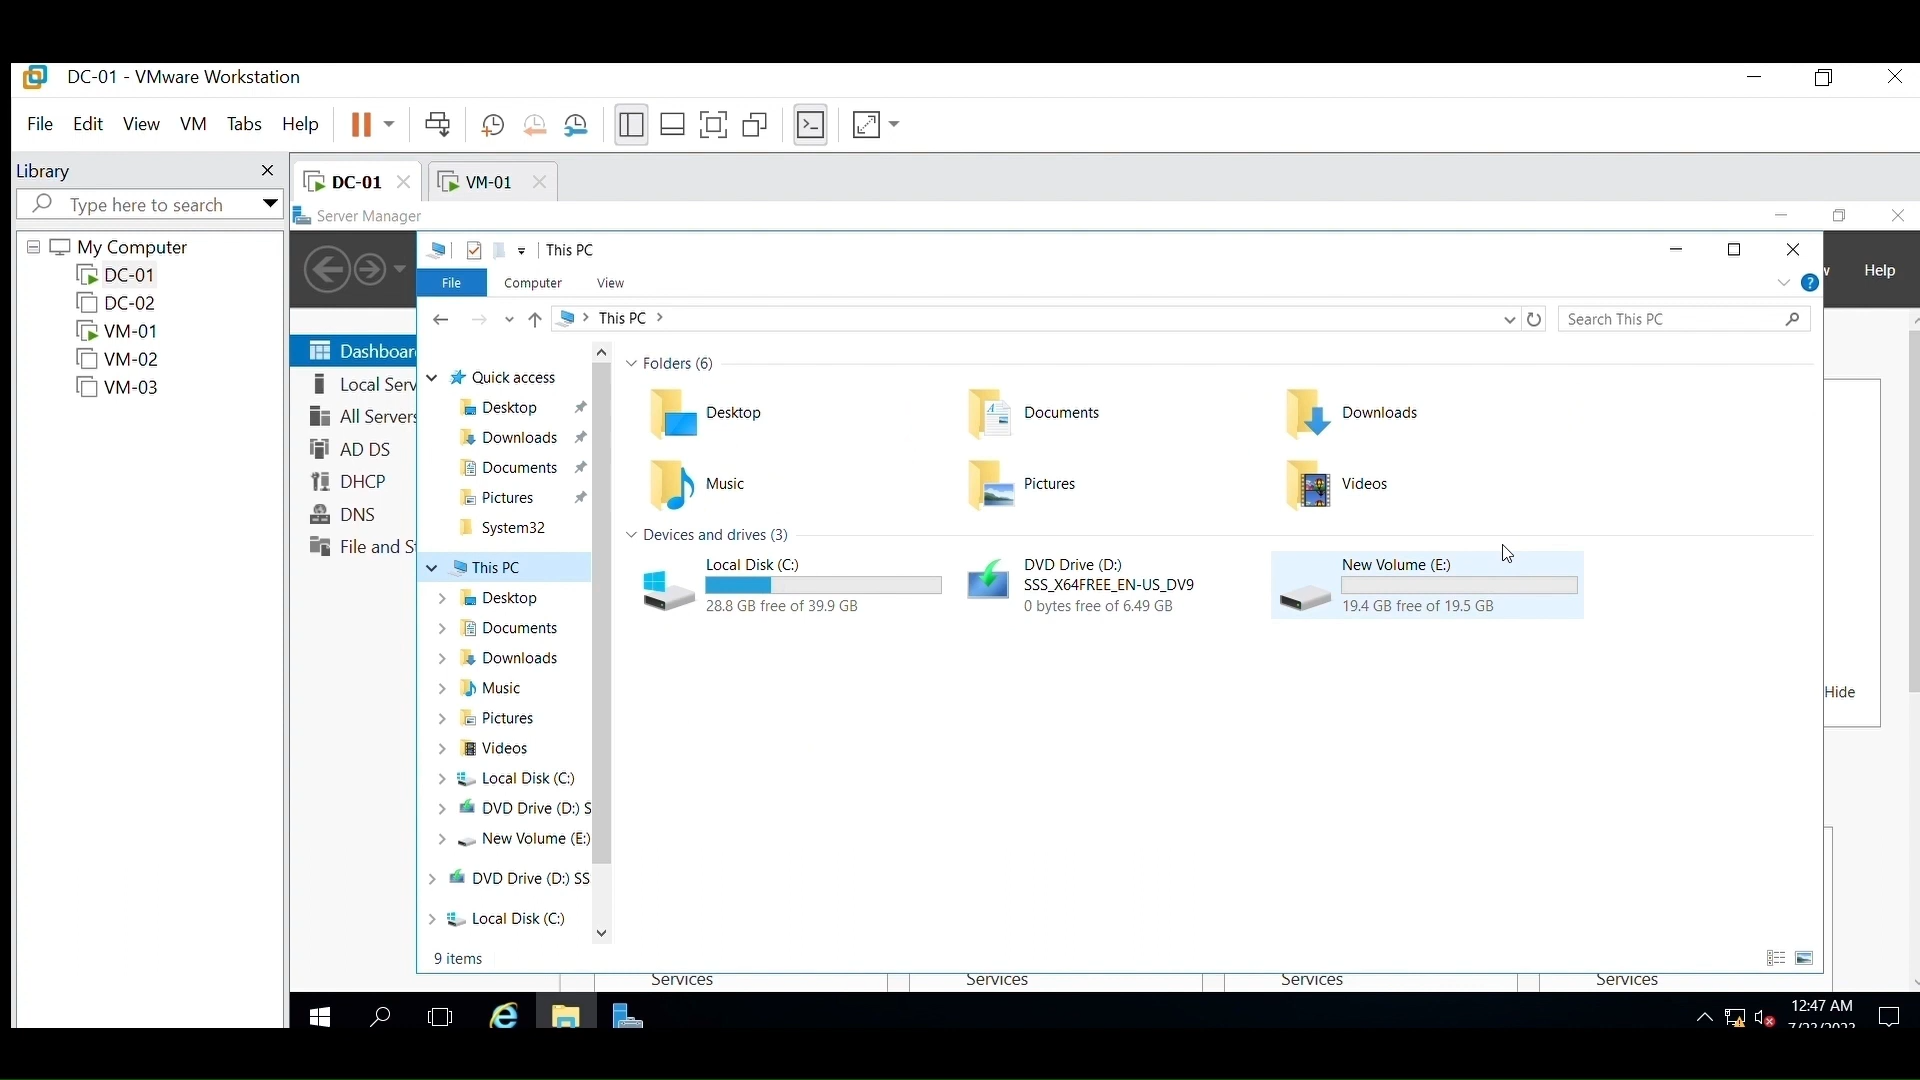 DC-01 - VMware Workstation
File Edit View VM Tabs Help
Library
Type here to search
My Computer
DC-01
DC-02
VM-01
VM-02
VM-03
DC-01
VM-01
Server Manager
Help
Dashboar
Local Serv
All Servers
AD DS
DHCP
DNS
File and S
This PC
File Computer View
This PC
Search This PC
Quick access
Desktop
Downloads
Documents
Pictures
System32
This PC
Desktop
Documents
Downloads
Music
Pictures
Videos
Local Disk (C:)
DVD Drive (D:) S
New Volume (E:)
DVD Drive (D:) SS
Local Disk (C:)
Folders (6)
Desktop
Documents
Downloads
Music
Pictures
Videos
Devices and drives (3)
Local Disk (C:)
28.8 GB free of 39.9 GB
DVD Drive (D:)
SSS_X64FREE_EN-US_DV9
0 bytes free of 6.49 GB
New Volume (E:)
19.4 GB free of 19.5 GB
Hide
9 items
Services Services Services Services
12:47 AM